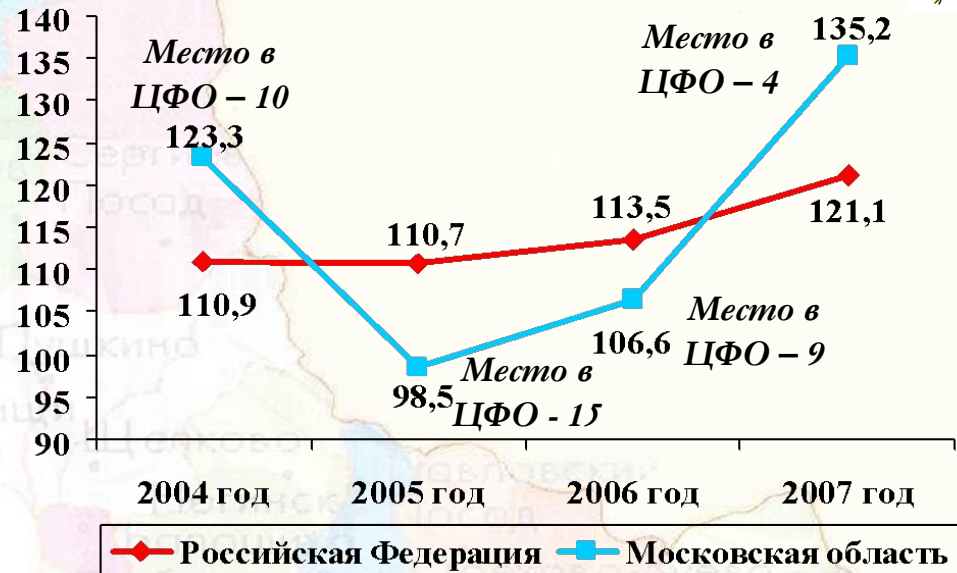 140
135
130
125
120
115
110
105
100
95
90
Место в
ЦФО – 10
123,3
110,9
110,7
98,5
Место в
ЦФО - 15
113,5
106,6
Место в
ЦФО – 9
Место в
ЦФО – 4
135,2
121,1
2004 год 2005 год 2006 год 2007 год
Российская Федерация Московская область
Посад
Щелково